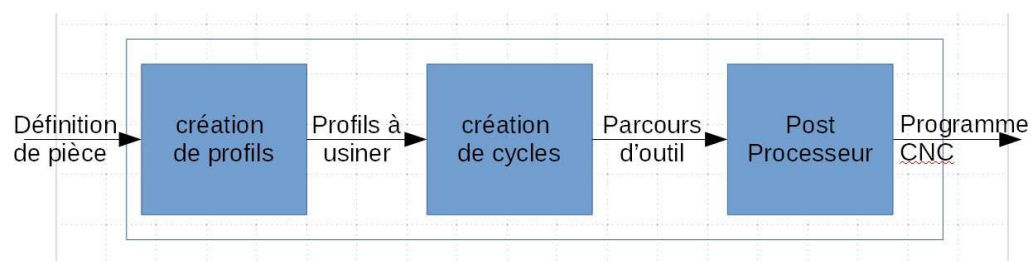 Définition
de pièce
création
de profils
Profils à
usiner
création
de cycles
Parcours
d’outil
Post
Processeur
Programme
CNC